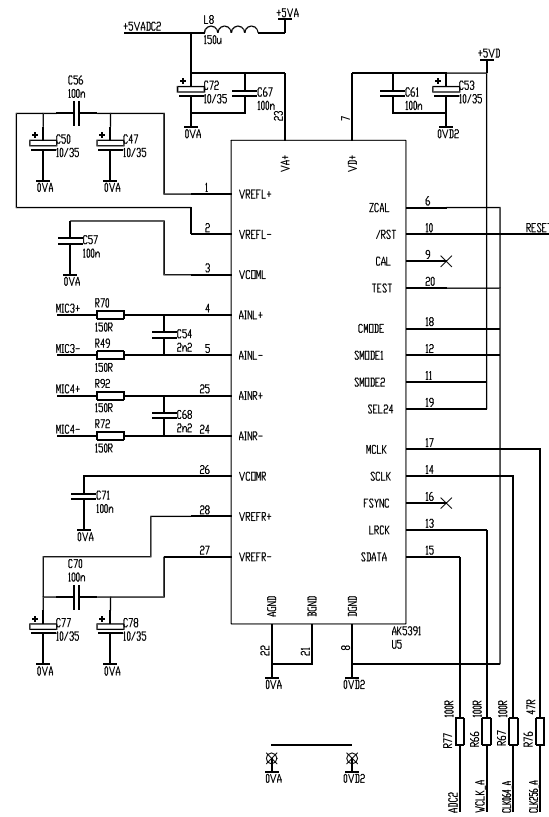 +5VADC2
L8
150u
+5VA
+5VD
C56
100n
C72
10/35
C67
100n
23
0VA
C61
100n
C53
10/35
7
0VD2
C50
10/35
C47
10/35
0VA
0VA
VA+
VD+
1
VREFL+
ZCAL
6
2
VREFL-
/RST
10
RESET
C57
100n
0VA
3
VCOML
CAL
9
TEST
20
MIC3+
R70
150R
4
AINL+
C54
2n2
CMODE
18
MIC3-
R49
150R
5
AINL-
SMODE1
12
SMODE2
11
MIC4+
R92
150R
25
AINR+
C68
2n2
SEL24
19
MIC4-
R72
150R
24
AINR-
MCLK
17
26
VCOMR
SCLK
14
C71
100n
0VA
28
VREFR+
FSYNC
16
LRCK
13
27
VREFR-
SDATA
15
C70
100n
C77
10/35
C78
10/35
0VA
0VA
AGND
BGND
DGND
22
21
8
AK5391
U5
0VA
0VD2
R77
100R
R66
100R
R67
100R
R76
47R
0VA
0VD2
ADC2
VCLK_A
CLK064_A
CLK256_A